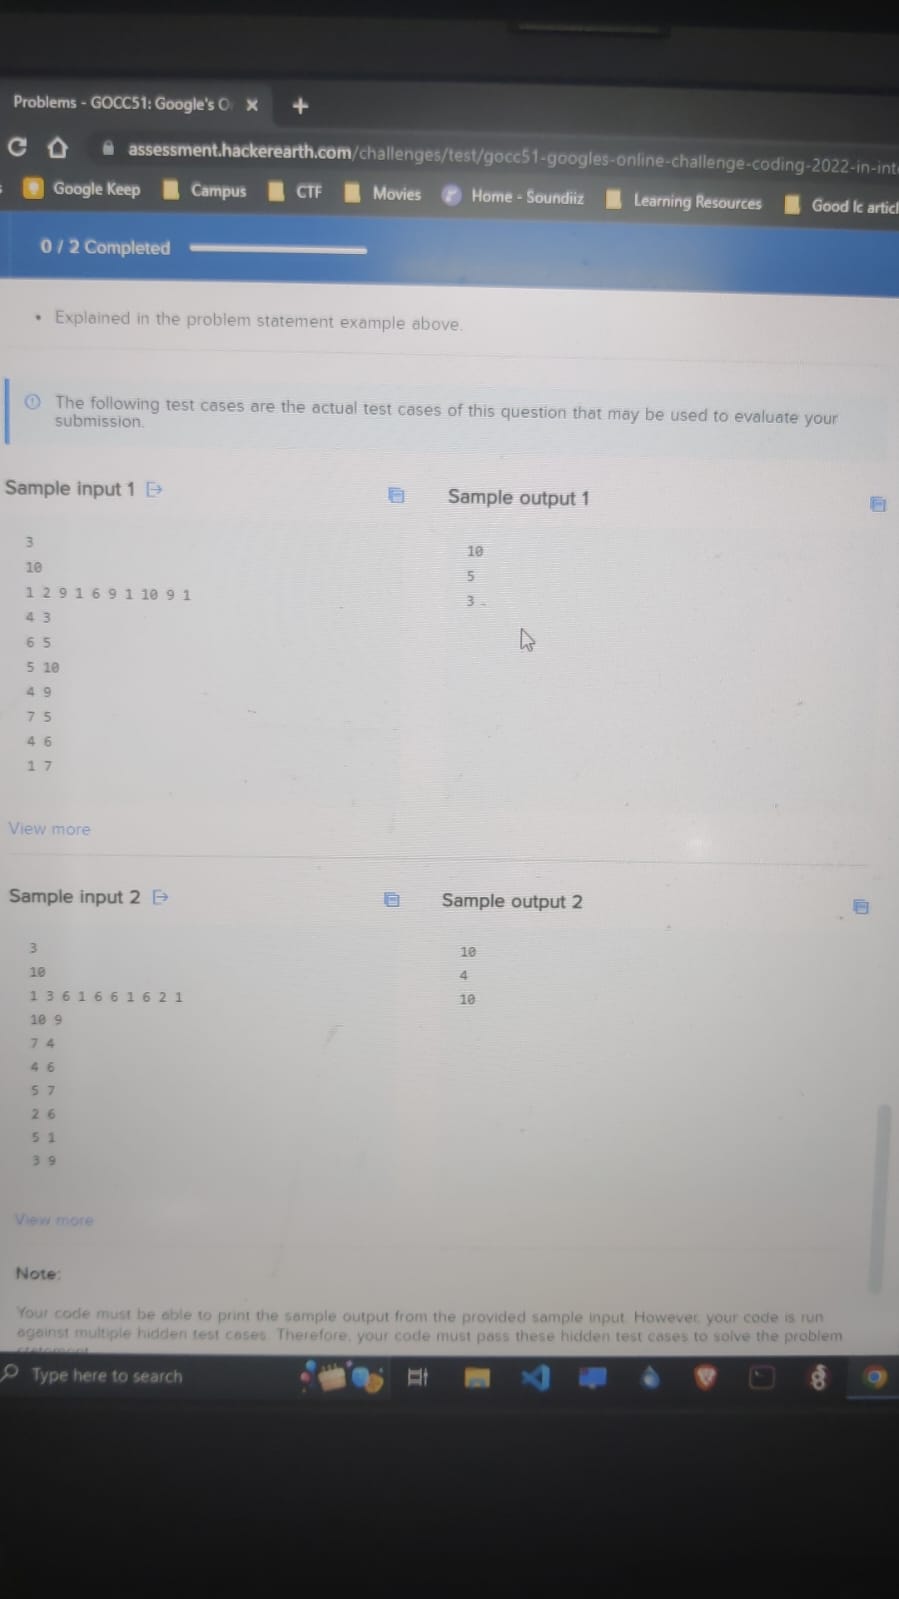 Problems - GOCC51: Google's O
assessment.hackerearth.com/challenges/test/gocc51-googles-online-challenge-coding-2022-in-int
Google Keep Campus CTF Movies Home - Soundiiz Learning Resources Good lc articl
0 / 2 Completed
• Explained in the problem statement example above.
The following test cases are the actual test cases of this question that may be used to evaluate your
submission.
Sample input 1
3
10
1 2 9 1 6 9 1 10 9 1
4 3
6 5
5 10
4 9
7 5
4 6
1 7
View more
Sample output 1
10
5
3
Sample input 2
3
10
1 3 6 1 6 6 1 6 2 1
10 9
7 4
4 6
5 7
2 6
5 1
3 9
View more
Sample output 2
10
4
10
Note:
Your code must be able to print the sample output from the provided sample input. However, your code is run
against multiple hidden test cases. Therefore, your code must pass these hidden test cases to solve the problem
statement
Type here to search